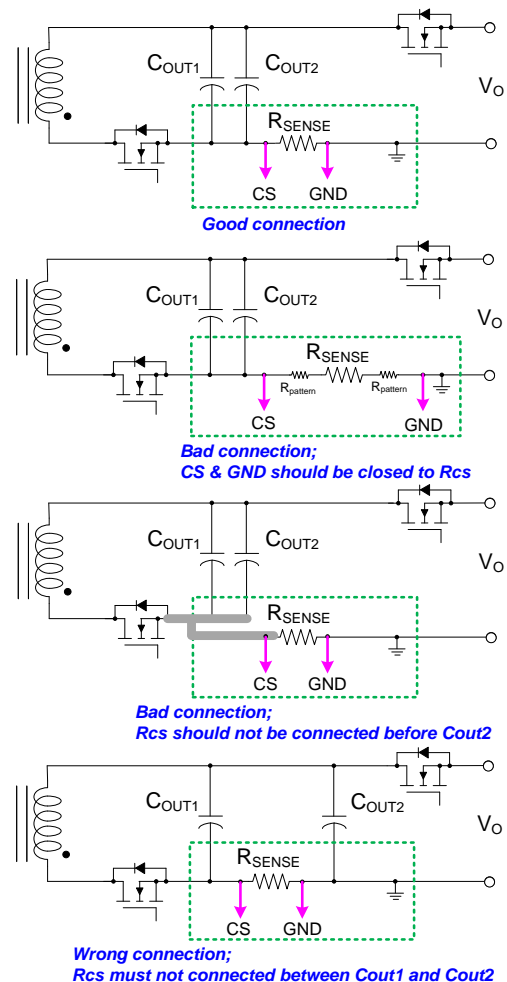 COUT1
COUT2
VO
RSENSE
CS
GND
Good connection
COUT1
COUT2
VO
RSENSE
Rpattern
Rpattern
CS
GND
Bad connection;
CS & GND should be closed to Rcs
COUT1
COUT2
VO
RSENSE
CS
GND
Bad connection;
Rcs should not be connected before Cout2
COUT1
COUT2
VO
RSENSE
CS
GND
Wrong connection;
Rcs must not connected between Cout1 and Cout2